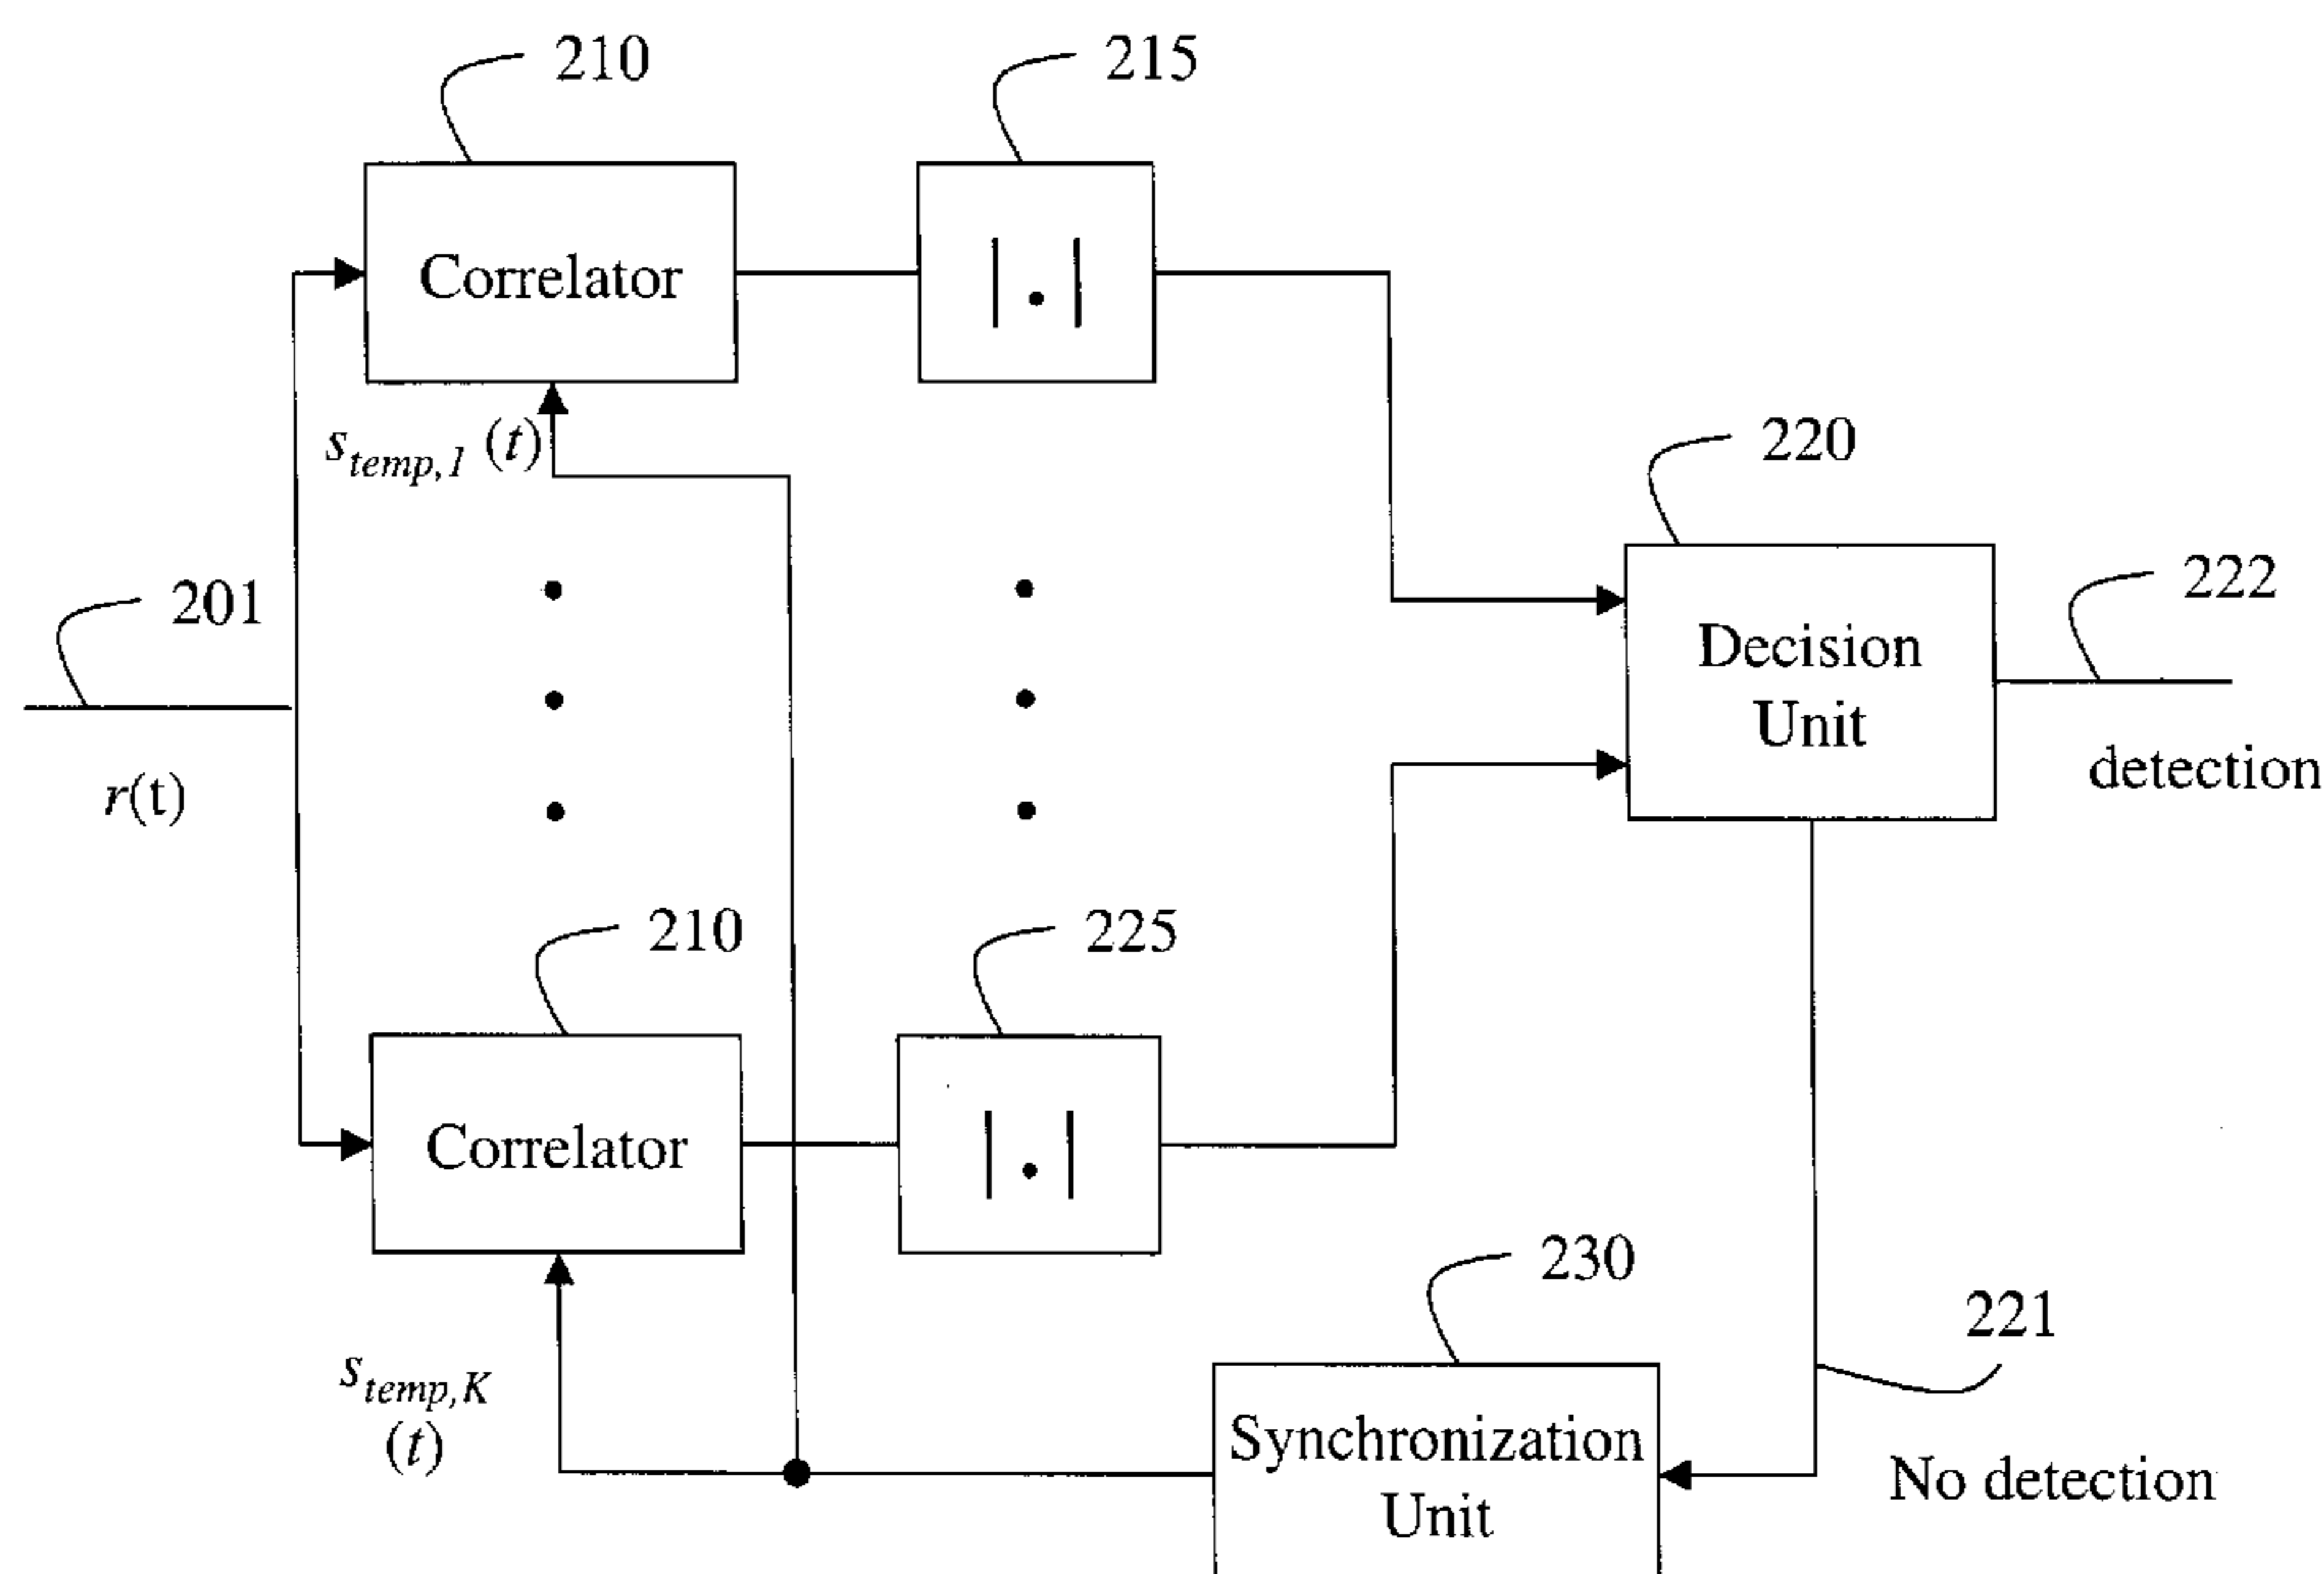 210
215
Correlator
| . |
s_temp,1 (t)
220
201
222
Decision
Unit
r(t)
detection
210
225
Correlator
| . |
230
221
s_temp,K
(t)
Synchronization
Unit
No detection